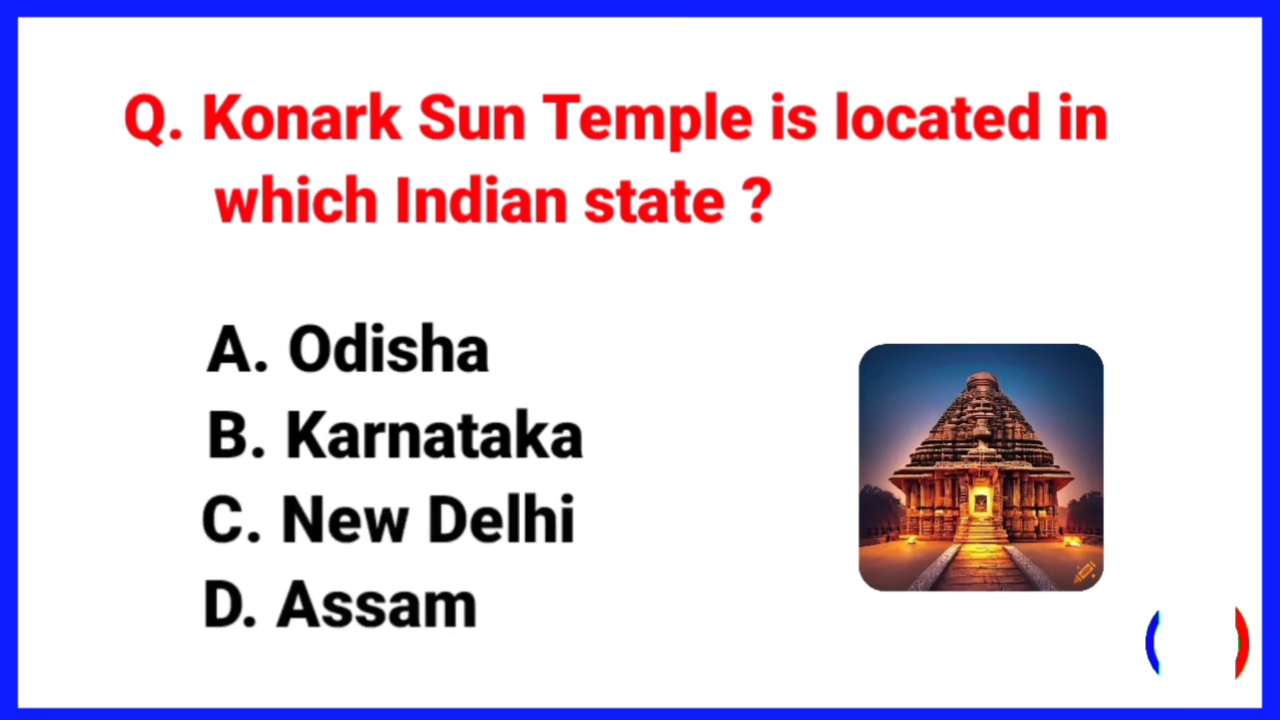 Q. Konark Sun Temple is located in
which Indian state ?
A. Odisha
B. Karnataka
C. New Delhi
D. Assam